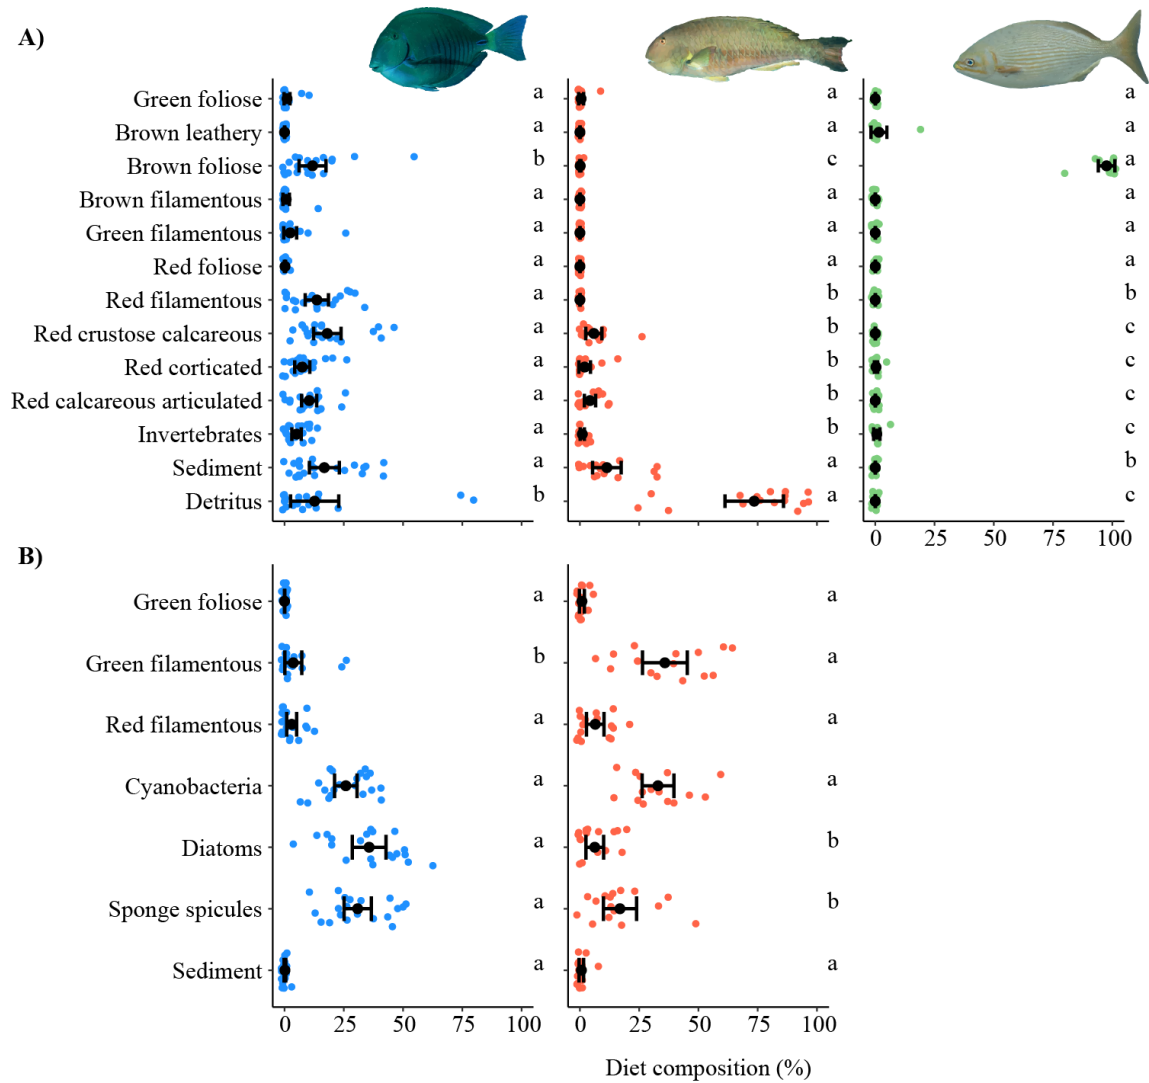 A)
Green foliose a a a
Brown leathery a a a
Brown foliose b c a
Brown filamentous a a a
Green filamentous a a a
Red foliose a a a
Red filamentous a b b
Red crustose calcareous a b c
Red corticated a b c
Red calcareous articulated a b c
Invertebrates a b c
Sediment a a b
Detritus b a c
0 25 50 75 100
B)
Green foliose a a
Green filamentous b a
Red filamentous a a
Cyanobacteria a a
Diatoms a b
Sponge spicules a b
Sediment a a
0 25 50 75 100 0 25 50 75 100
Diet composition (%)